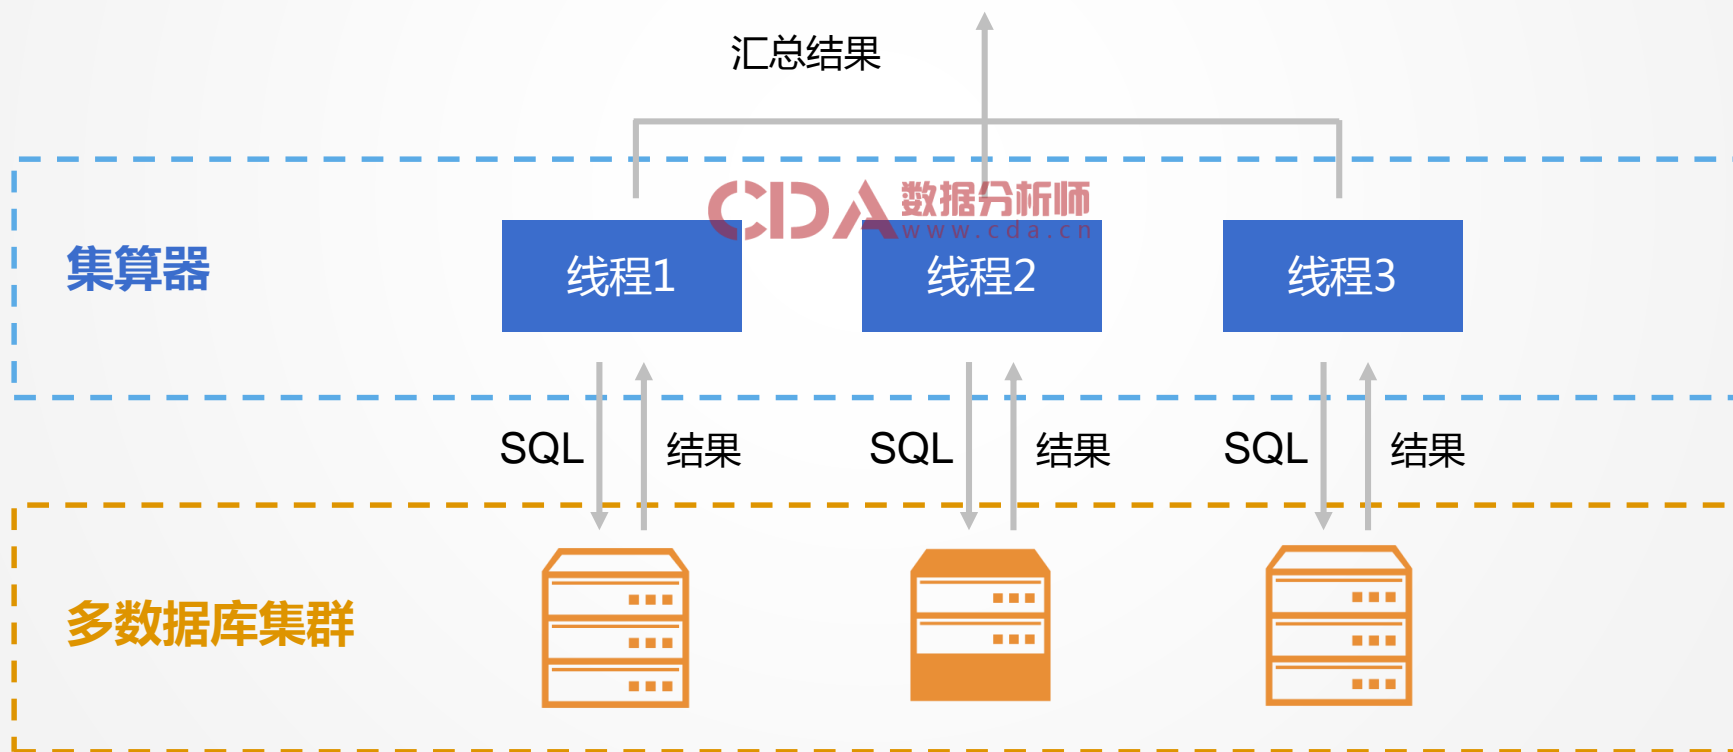 汇总结果
CDA 数据分析师
www.cda.cn
集算器
线程1 线程2 线程3
SQL 结果 SQL 结果 SQL 结果
多数据库集群